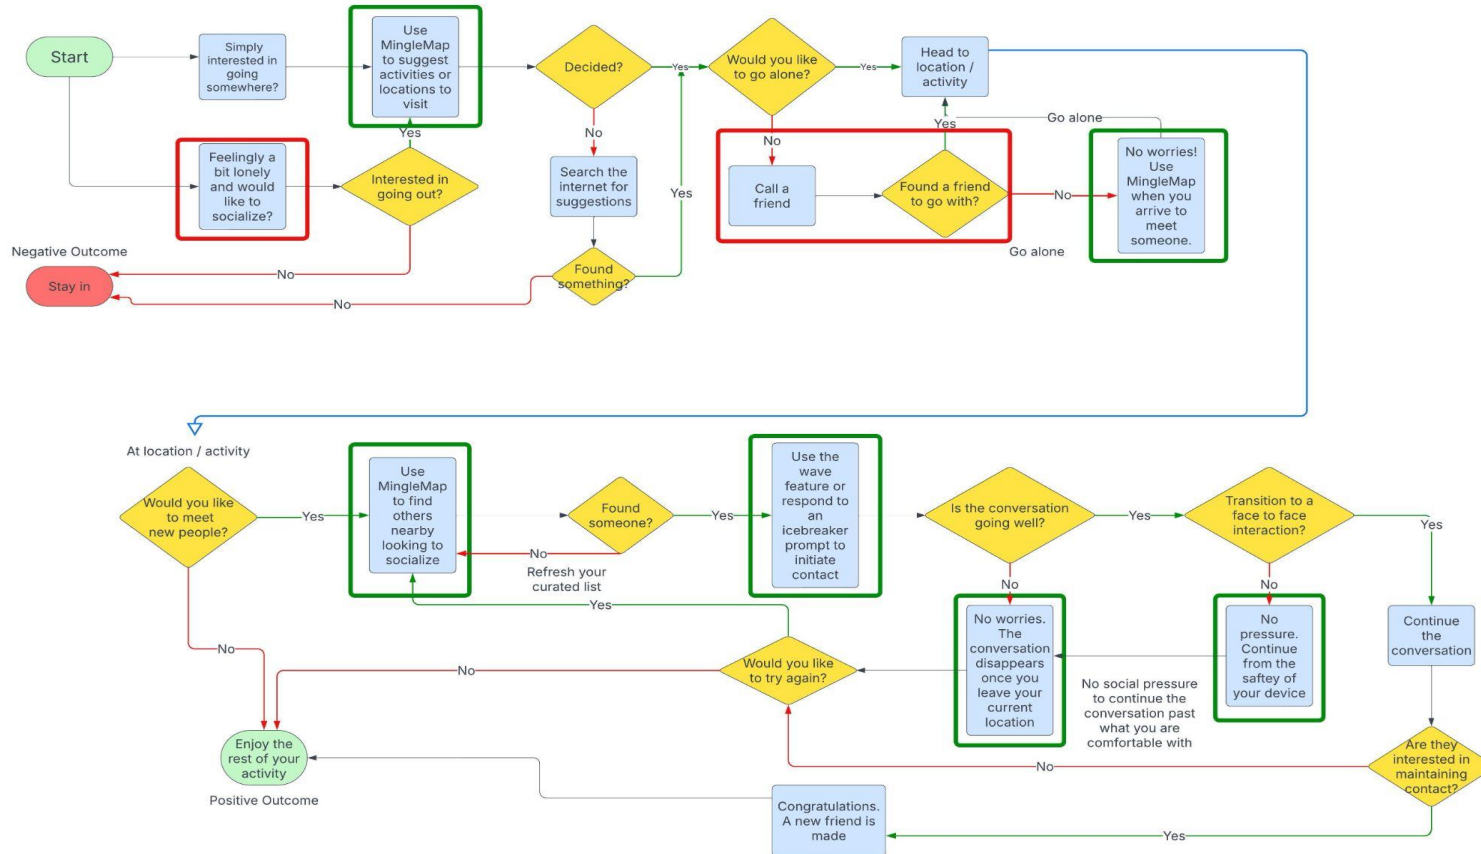 Start
Simply
interested in
going
somewhere?
Use
MingleMap
to suggest
activities or
locations to
visit
Decided?
Yes
Would you like
to go alone?
Yes
Head to
location /
activity
Yes
No
No
Yes
Go alone
Feelingly a
bit lonely
and would
like to
socialize?
Interested in
going out?
Search the
internet for
suggestions
Yes
Call a
friend
Found a friend
to go with?
No
No worries!
Use
MingleMap
when you
arrive to
meet
someone.
Go alone
Negative Outcome
Stay in
No
No
Found
something?
At location / activity
Would you like
to meet
new people?
Yes
Use
MingleMap
to find
others
nearby
looking to
socialize
Found
someone?
No
Refresh your
curated list
Yes
Use the
wave
feature or
respond to
an
icebreaker
prompt to
initiate
contact
Is the conversation
going well?
Yes
Transition to a
face to face
interaction?
Yes
No
No
Yes
No worries.
The
conversation
disappears
once you
leave your
current
location
No
pressure.
Continue
from the
saftey of
your device
Continue
the
conversation
No
No
Would you like
to try again?
No social pressure
to continue the
conversation past
what you are
comfortable with
Enjoy the
rest of your
activity
Positive Outcome
No
Are they
interested in
maintaining
contact?
Congratulations.
A new friend is
made
Yes